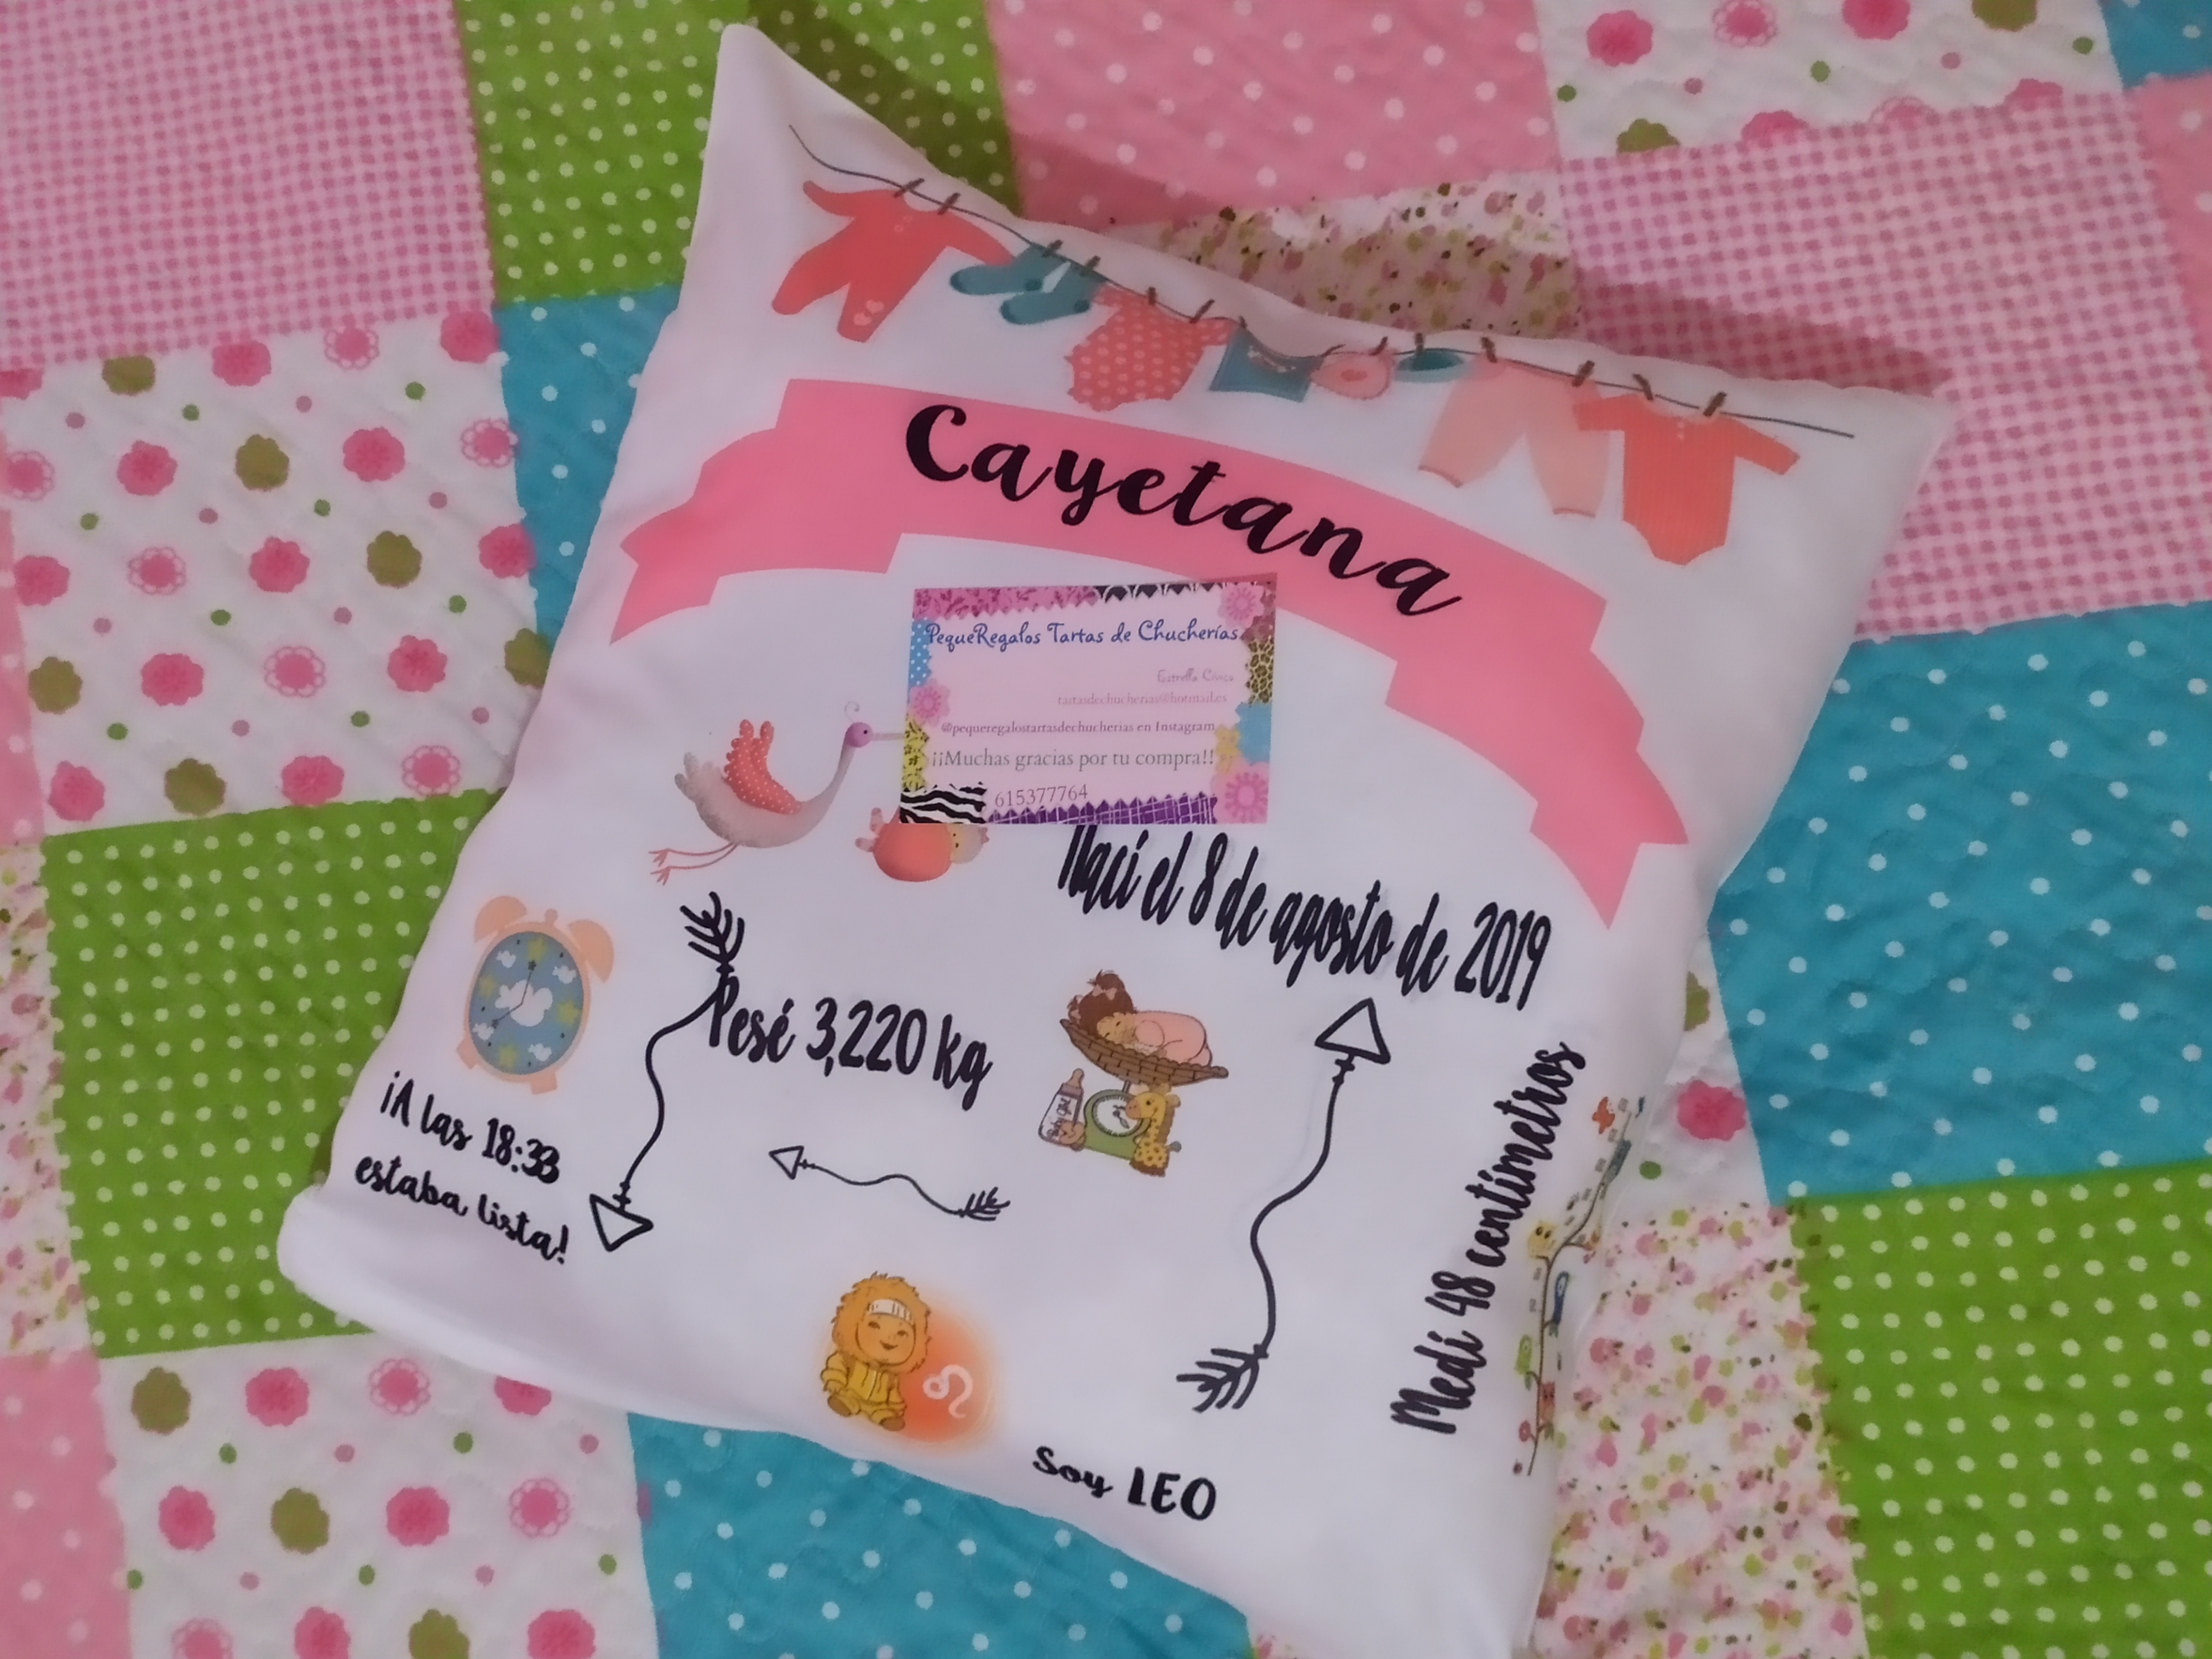 Cayetana
PequeRegalos Tartas de Chucherías
Estrella
tartasdechucherias@hotmail.es
@pequeregalostartasdechucherias en Instagram
¡¡Muchas gracias por tu compra!!
615377764
Nací el 8 de agosto de 2019
Pesé 3,220 kg
¡A las 18:33
estaba lista!
Medí 48 centímetros
Soy LEO